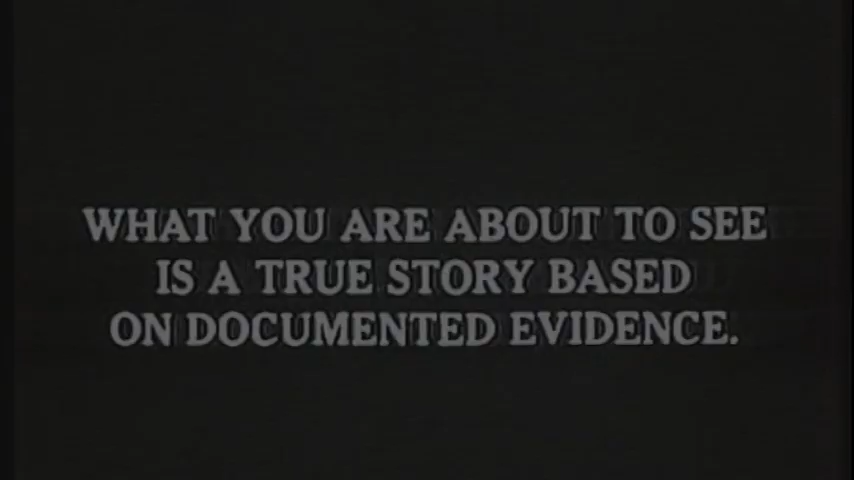 WHAT YOU ARE ABOUT TO SEE
IS A TRUE STORY BASED
ON DOCUMENTED EVIDENCE.